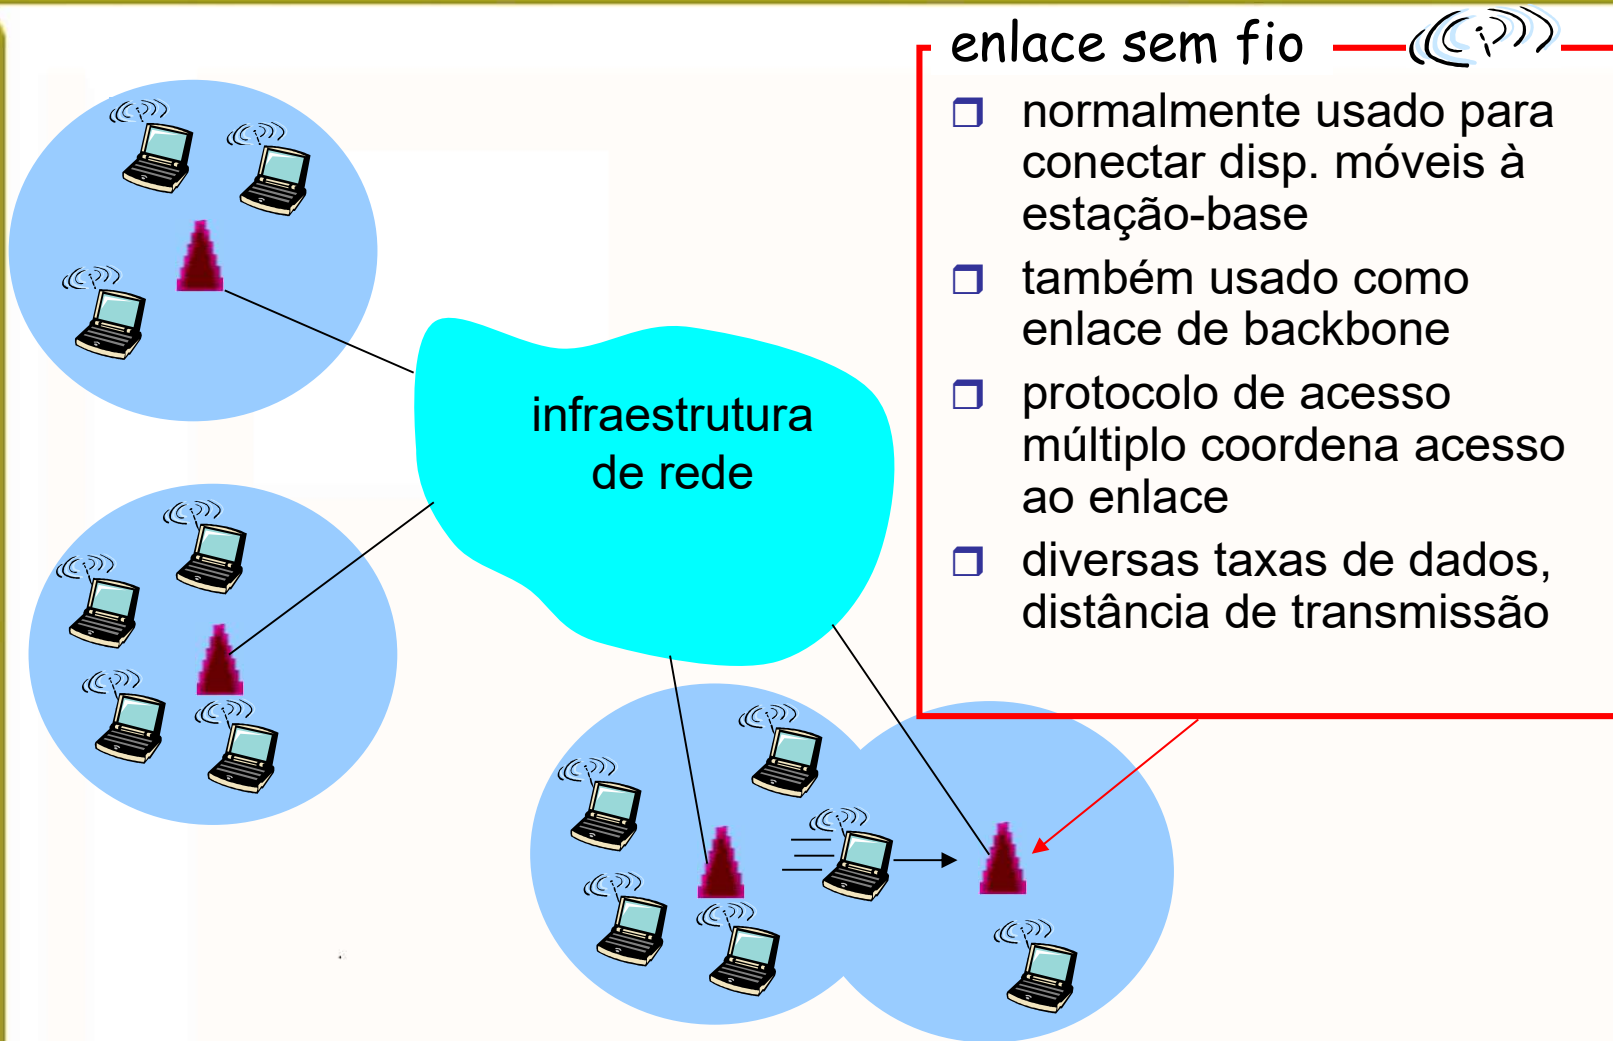 enlace sem fio
normalmente usado para
conectar disp. móveis à
estação-base
também usado como
enlace de backbone
protocolo de acesso
múltiplo coordena acesso
ao enlace
diversas taxas de dados,
distância de transmissão
infraestrutura
de rede